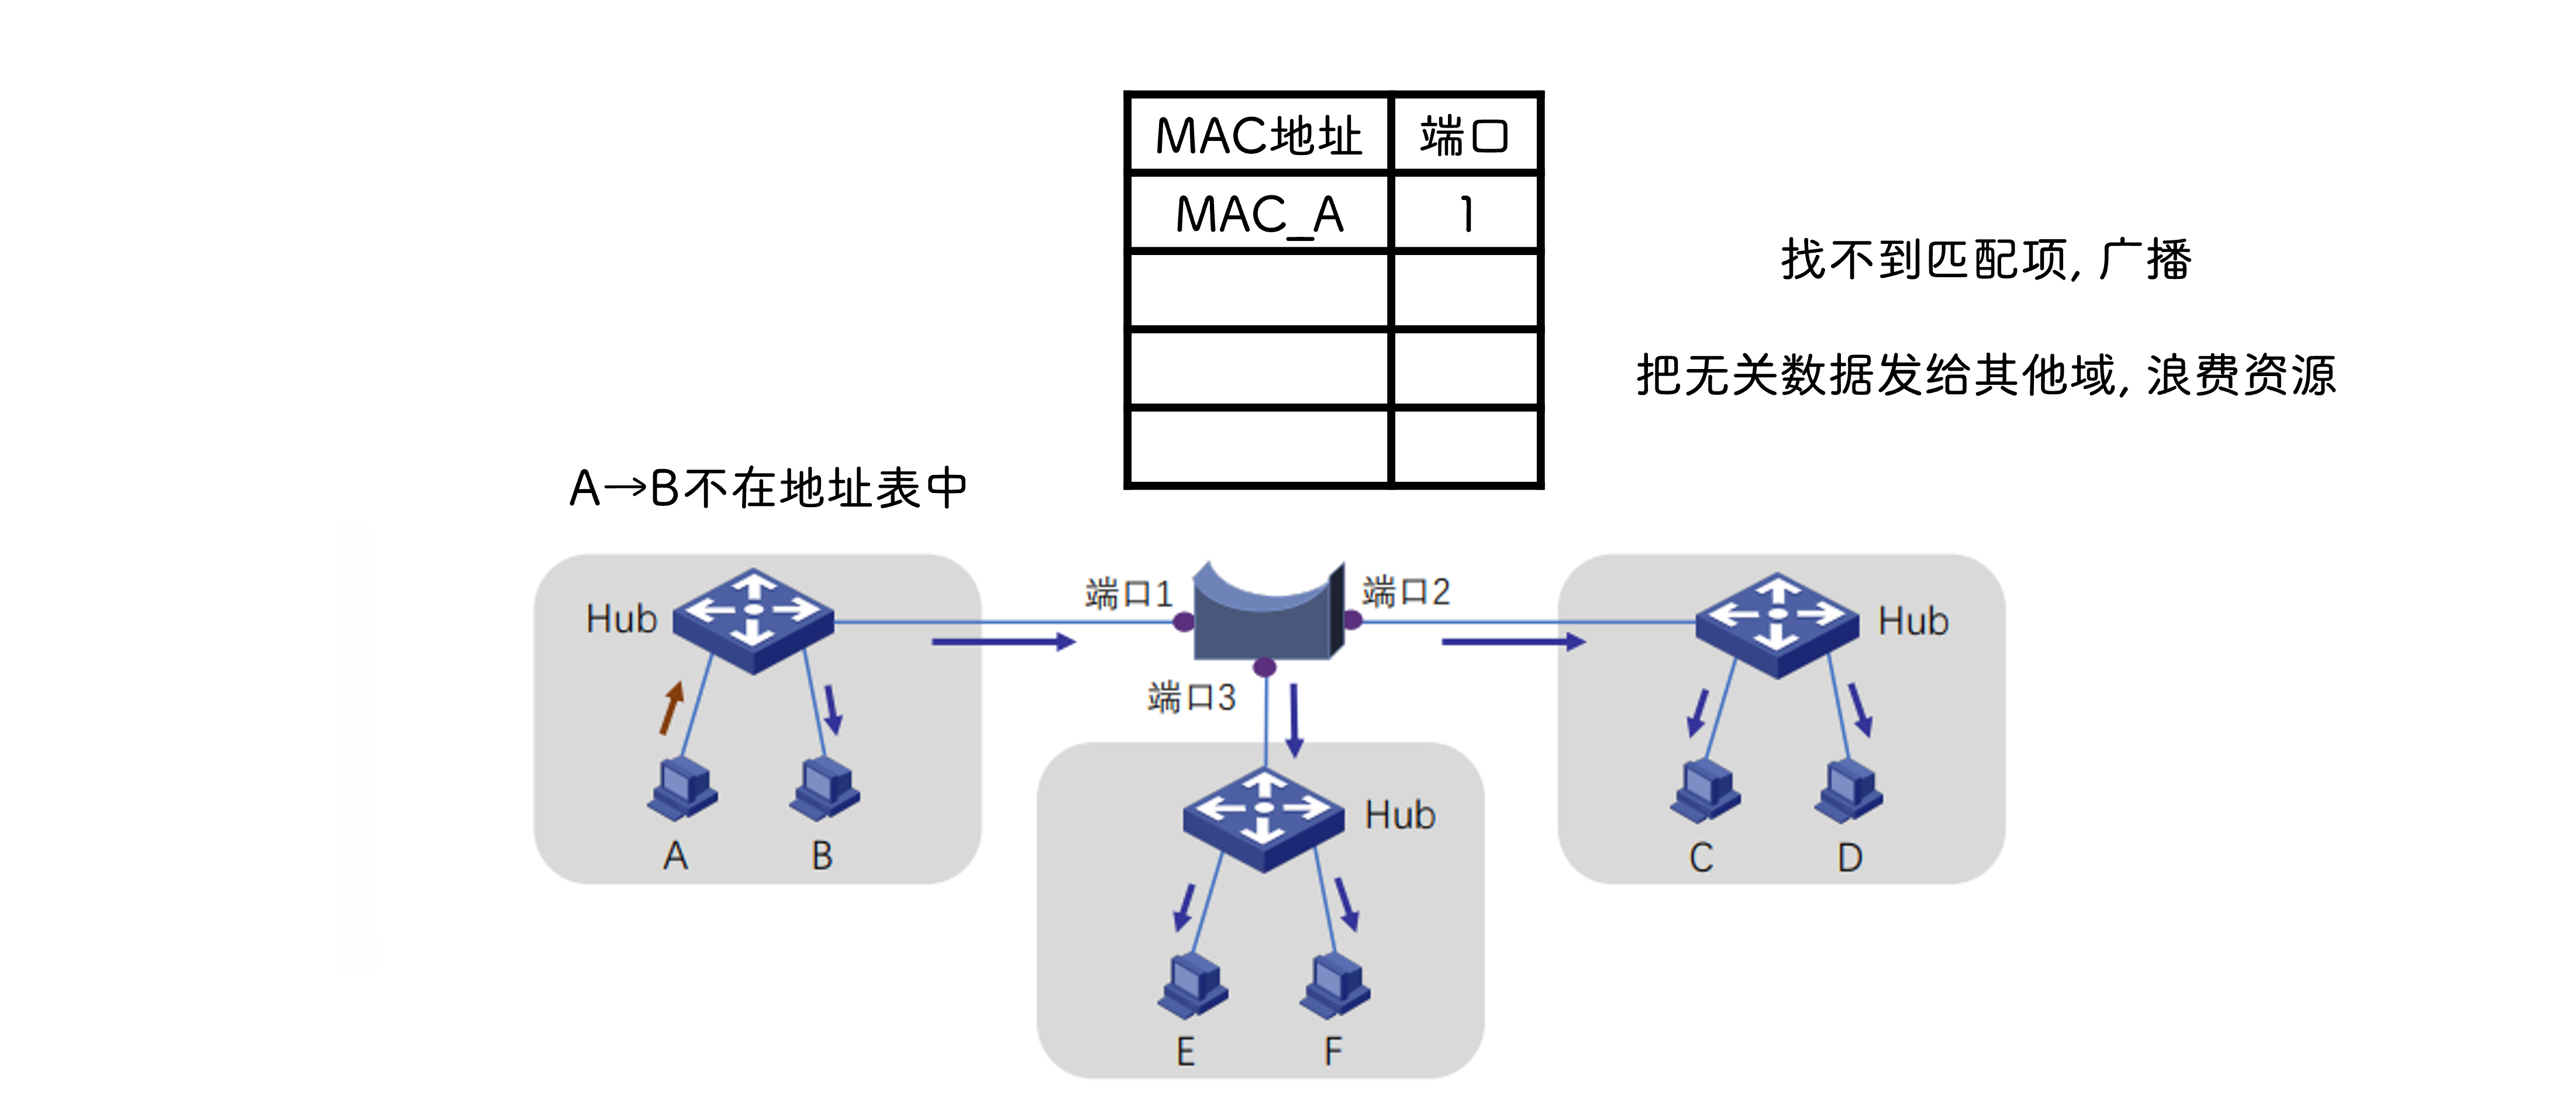 MAC地址 端口
MAC_A 1
找不到匹配项, 广播
把无关数据发给其他域, 浪费资源
A→B不在地址表中
端口1 端口2
Hub Hub
端口3
Hub
A B C D
E F